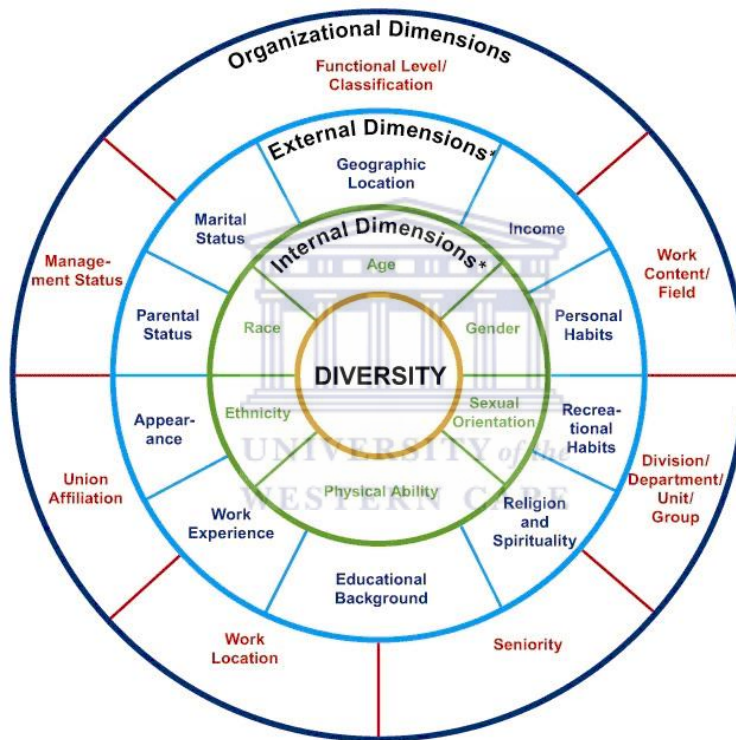 Organizational Dimensions
Functional Level/
Classification
External Dimensions*
Geographic
Location
Marital
Status
Income
Internal Dimensions*
Age
Manage-
ment Status
Work
Content/
Field
Parental
Status
Race
Gender
Personal
Habits
DIVERSITY
Appear-
ance
Ethnicity
Sexual
Orientation
Recrea-
tional
Habits
UNIVERSITY of the
WESTERN CAPE
Union
Affiliation
Physical Ability
Division/
Department/
Unit/
Group
Work
Experience
Religion
and
Spirituality
Educational
Background
Work
Location
Seniority